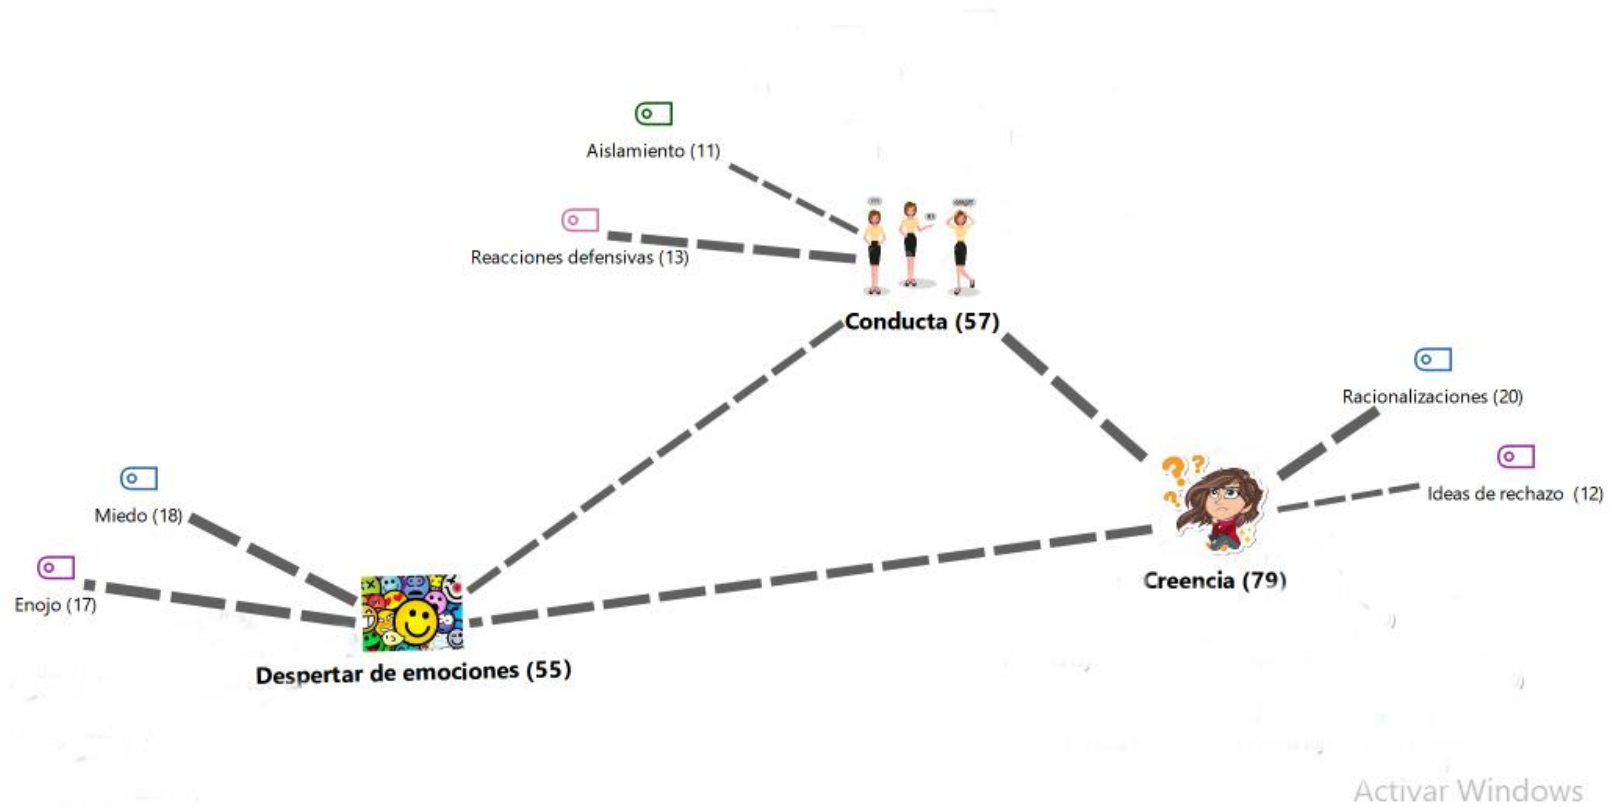 Aislamiento (11)
Reacciones defensivas (13)
Conducta (57)
Racionalizaciones (20)
Ideas de rechazo (12)
Miedo (18)
Enojo (17)
Creencia (79)
Despertar de emociones (55)
Activar Windows